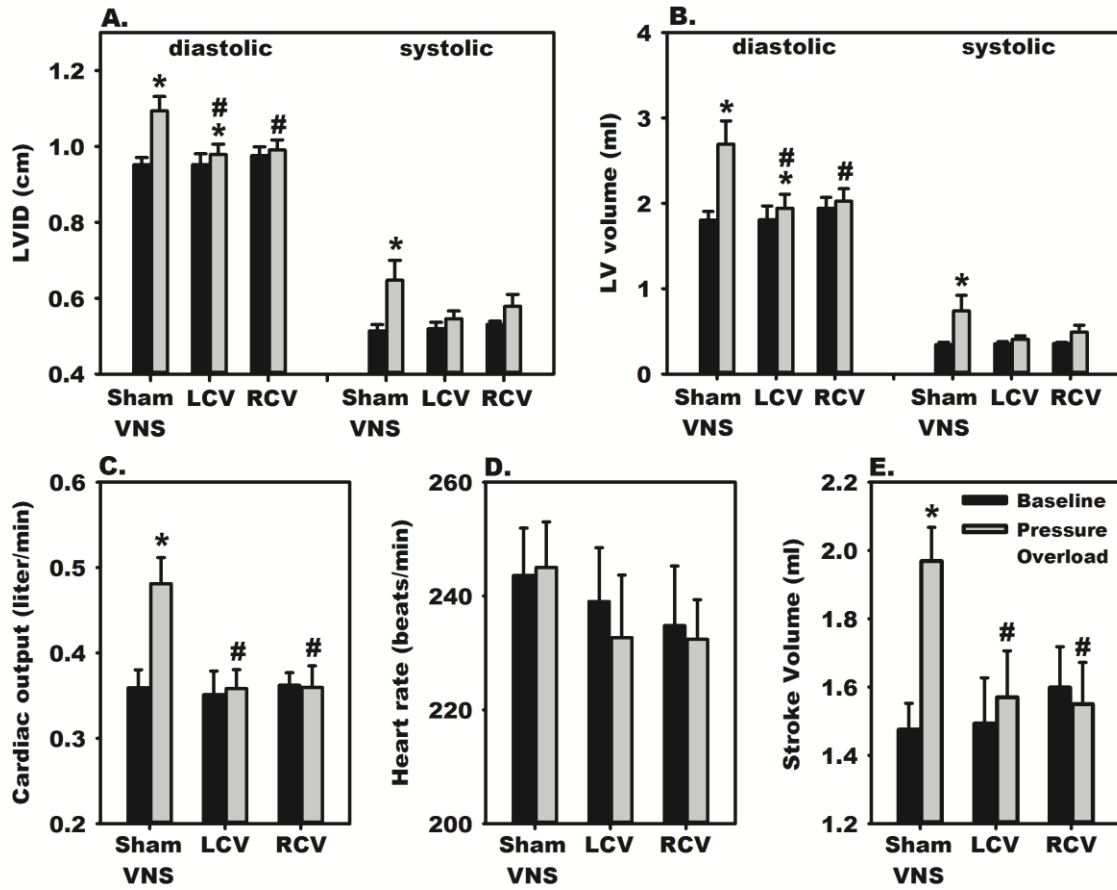 A.
diastolic systolic
LVID (cm)
1.2
1.0
0.8
0.6
0.4
* # * # *
Sham LCV RCV Sham LCV RCV
VNS VNS
B.
diastolic systolic
LV volume (ml)
4
3
2
1
0
* # * # *
Sham LCV RCV Sham LCV RCV
VNS VNS
C.
Cardiac output (liter/min)
0.6
0.5
0.4
0.3
0.2
* # #
Sham LCV RCV
VNS
D.
Heart rate (beats/min)
260
240
220
200
Sham LCV RCV
VNS
E.
Stroke Volume (ml)
2.2
2.0
1.8
1.6
1.4
1.2
Baseline
Pressure
Overload
* # #
Sham LCV RCV
VNS